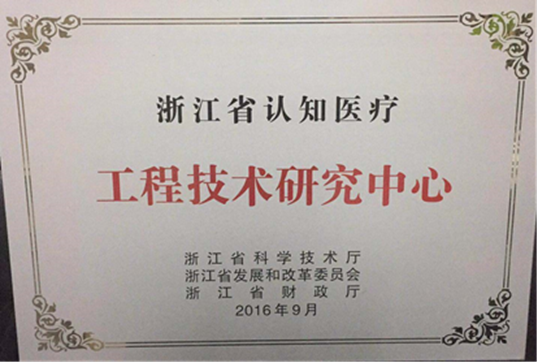 浙江省认知医疗
工程技术研究中心
浙江省科学技术厅
浙江省发展和改革委员会
浙江省财政厅
2016年9月